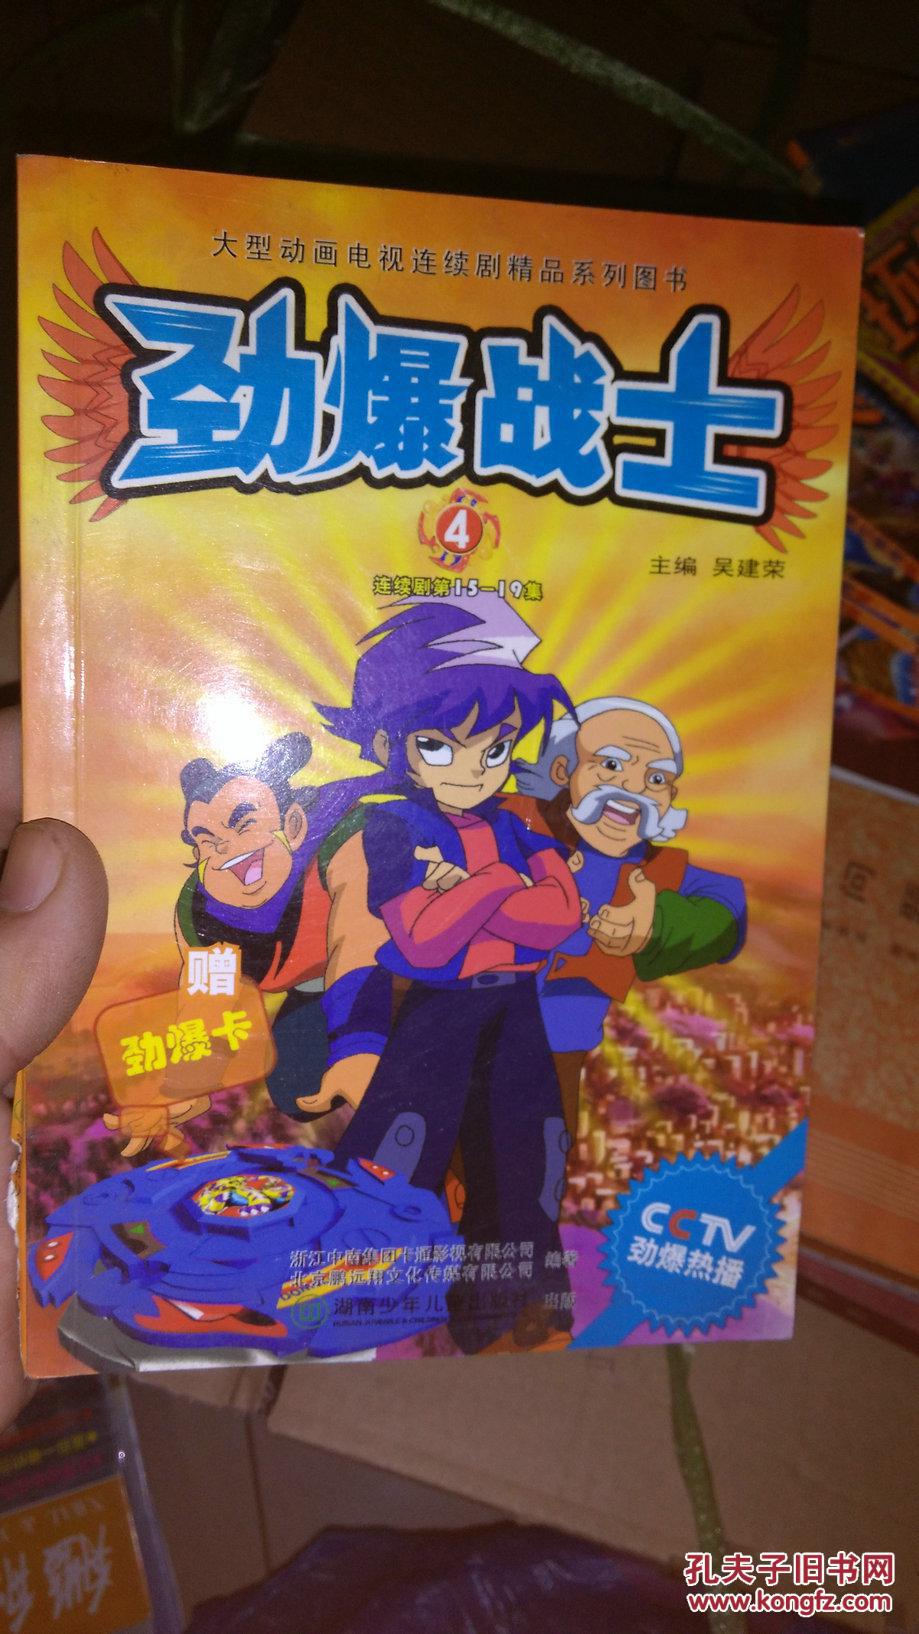 大型动画电视连续剧精品系列图书
劲爆战士
4
连续剧第15—19集
主编 吴建荣
赠
劲爆卡
CCTV
劲爆热播
浙江中南集团卡通影视有限公司
北京鹏远翔文化传媒有限公司
编著
湖南少年儿童出版社 出版
孔夫子旧书网
www.kongfz.com